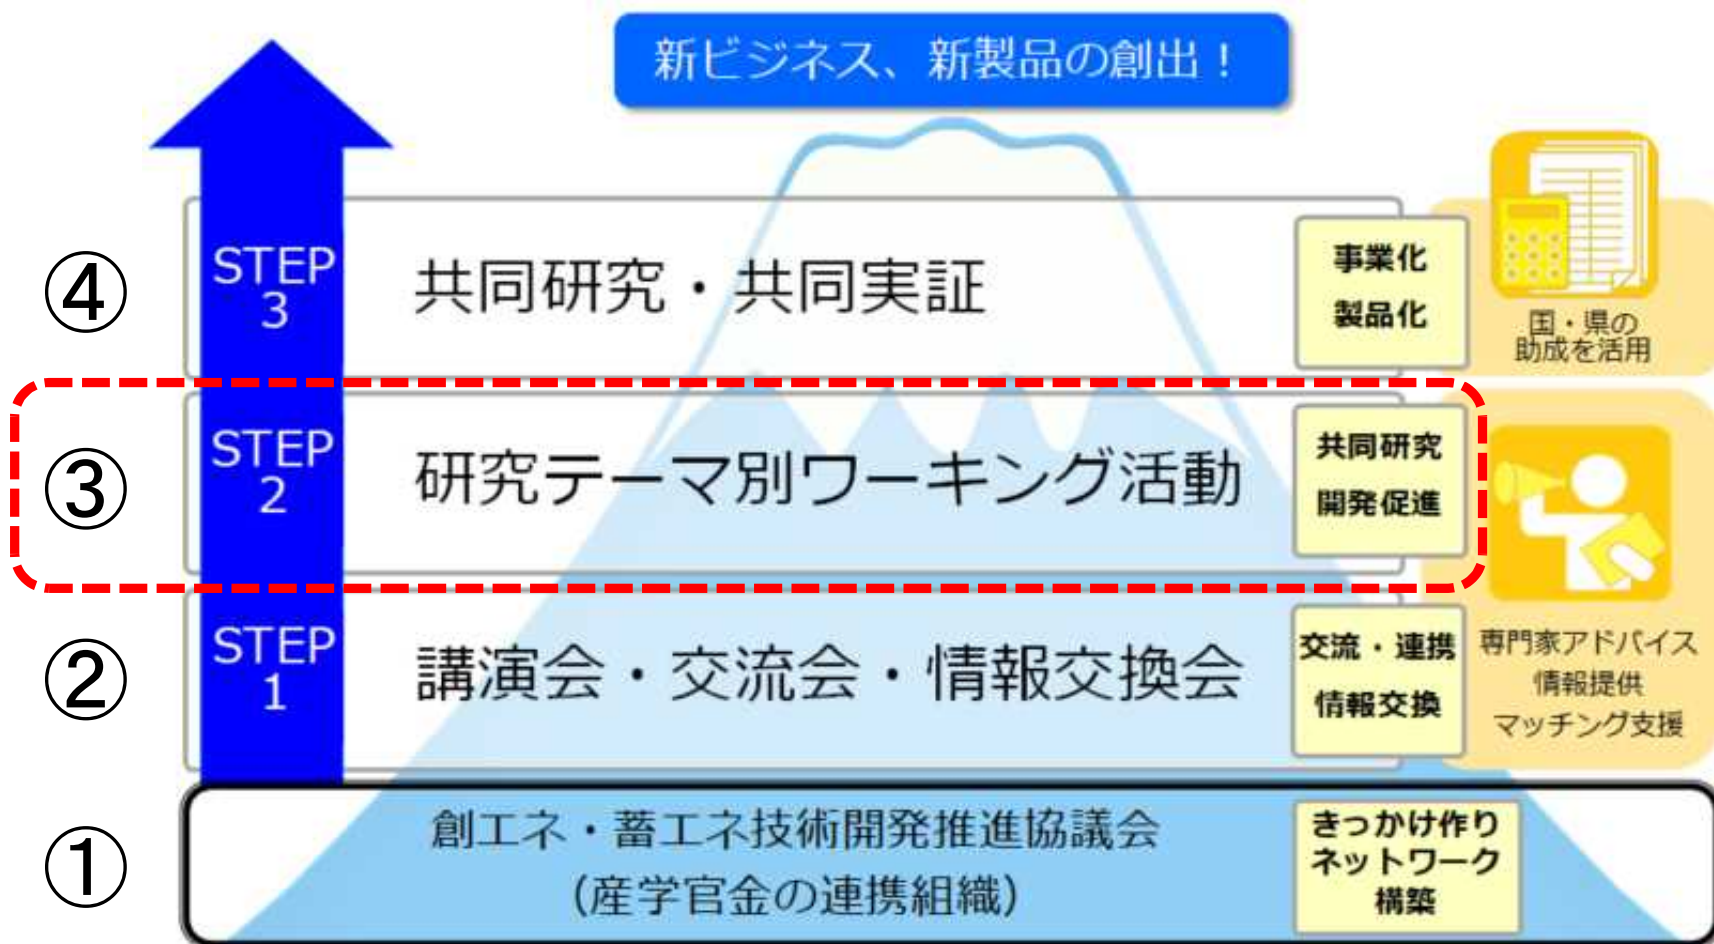 新ビジネス、新製品の創出！
④
STEP
3
共同研究・共同実証
事業化
製品化
国・県の
助成を活用
③
STEP
2
研究テーマ別ワーキング活動
共同研究
開発促進
②
STEP
1
講演会・交流会・情報交換会
交流・連携
情報交換
専門家アドバイス
情報提供
マッチング支援
①
創エネ・蓄エネ技術開発推進協議会
（産学官金の連携組織）
きっかけ作り
ネットワーク
構築